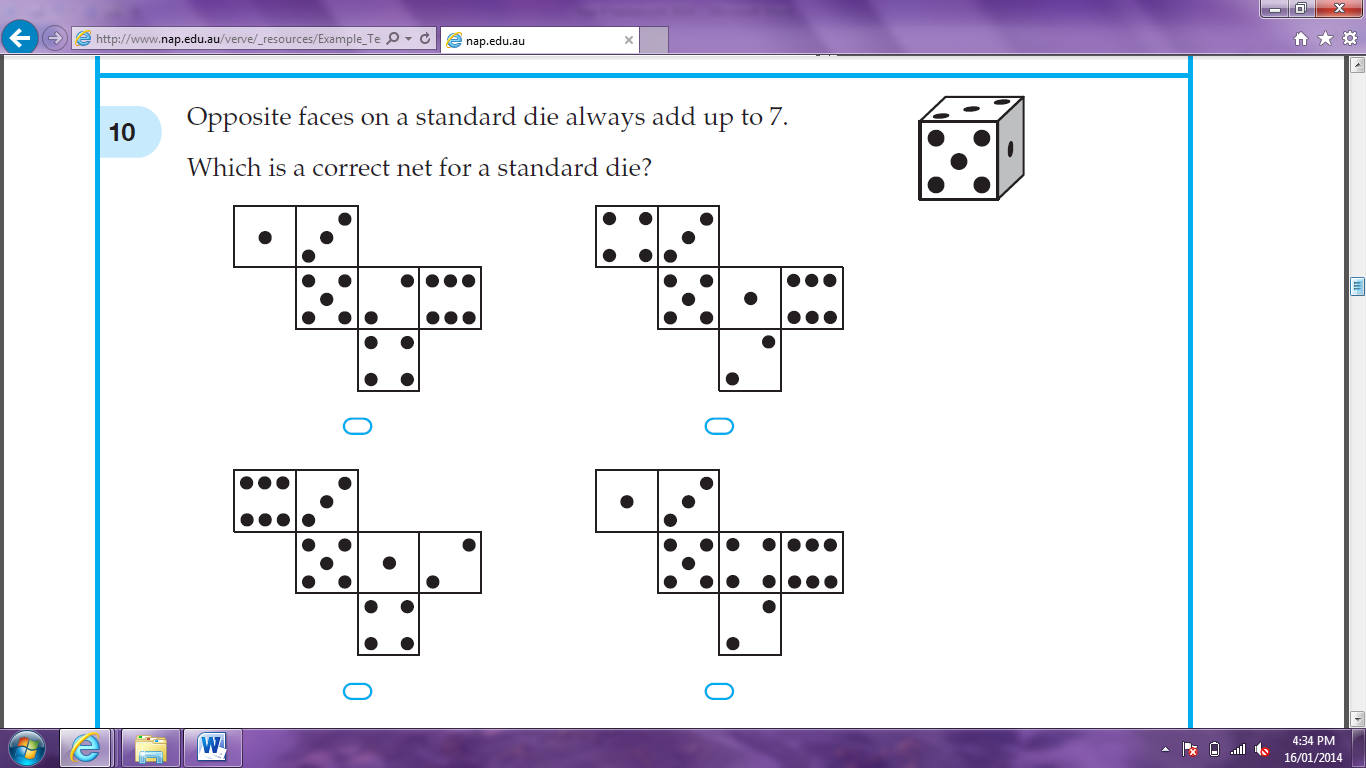 http://www.nap.edu.au/verve/_resources/Example_Te
nap.edu.au
10
Opposite faces on a standard die always add up to 7.
Which is a correct net for a standard die?
4:34 PM
16/01/2014